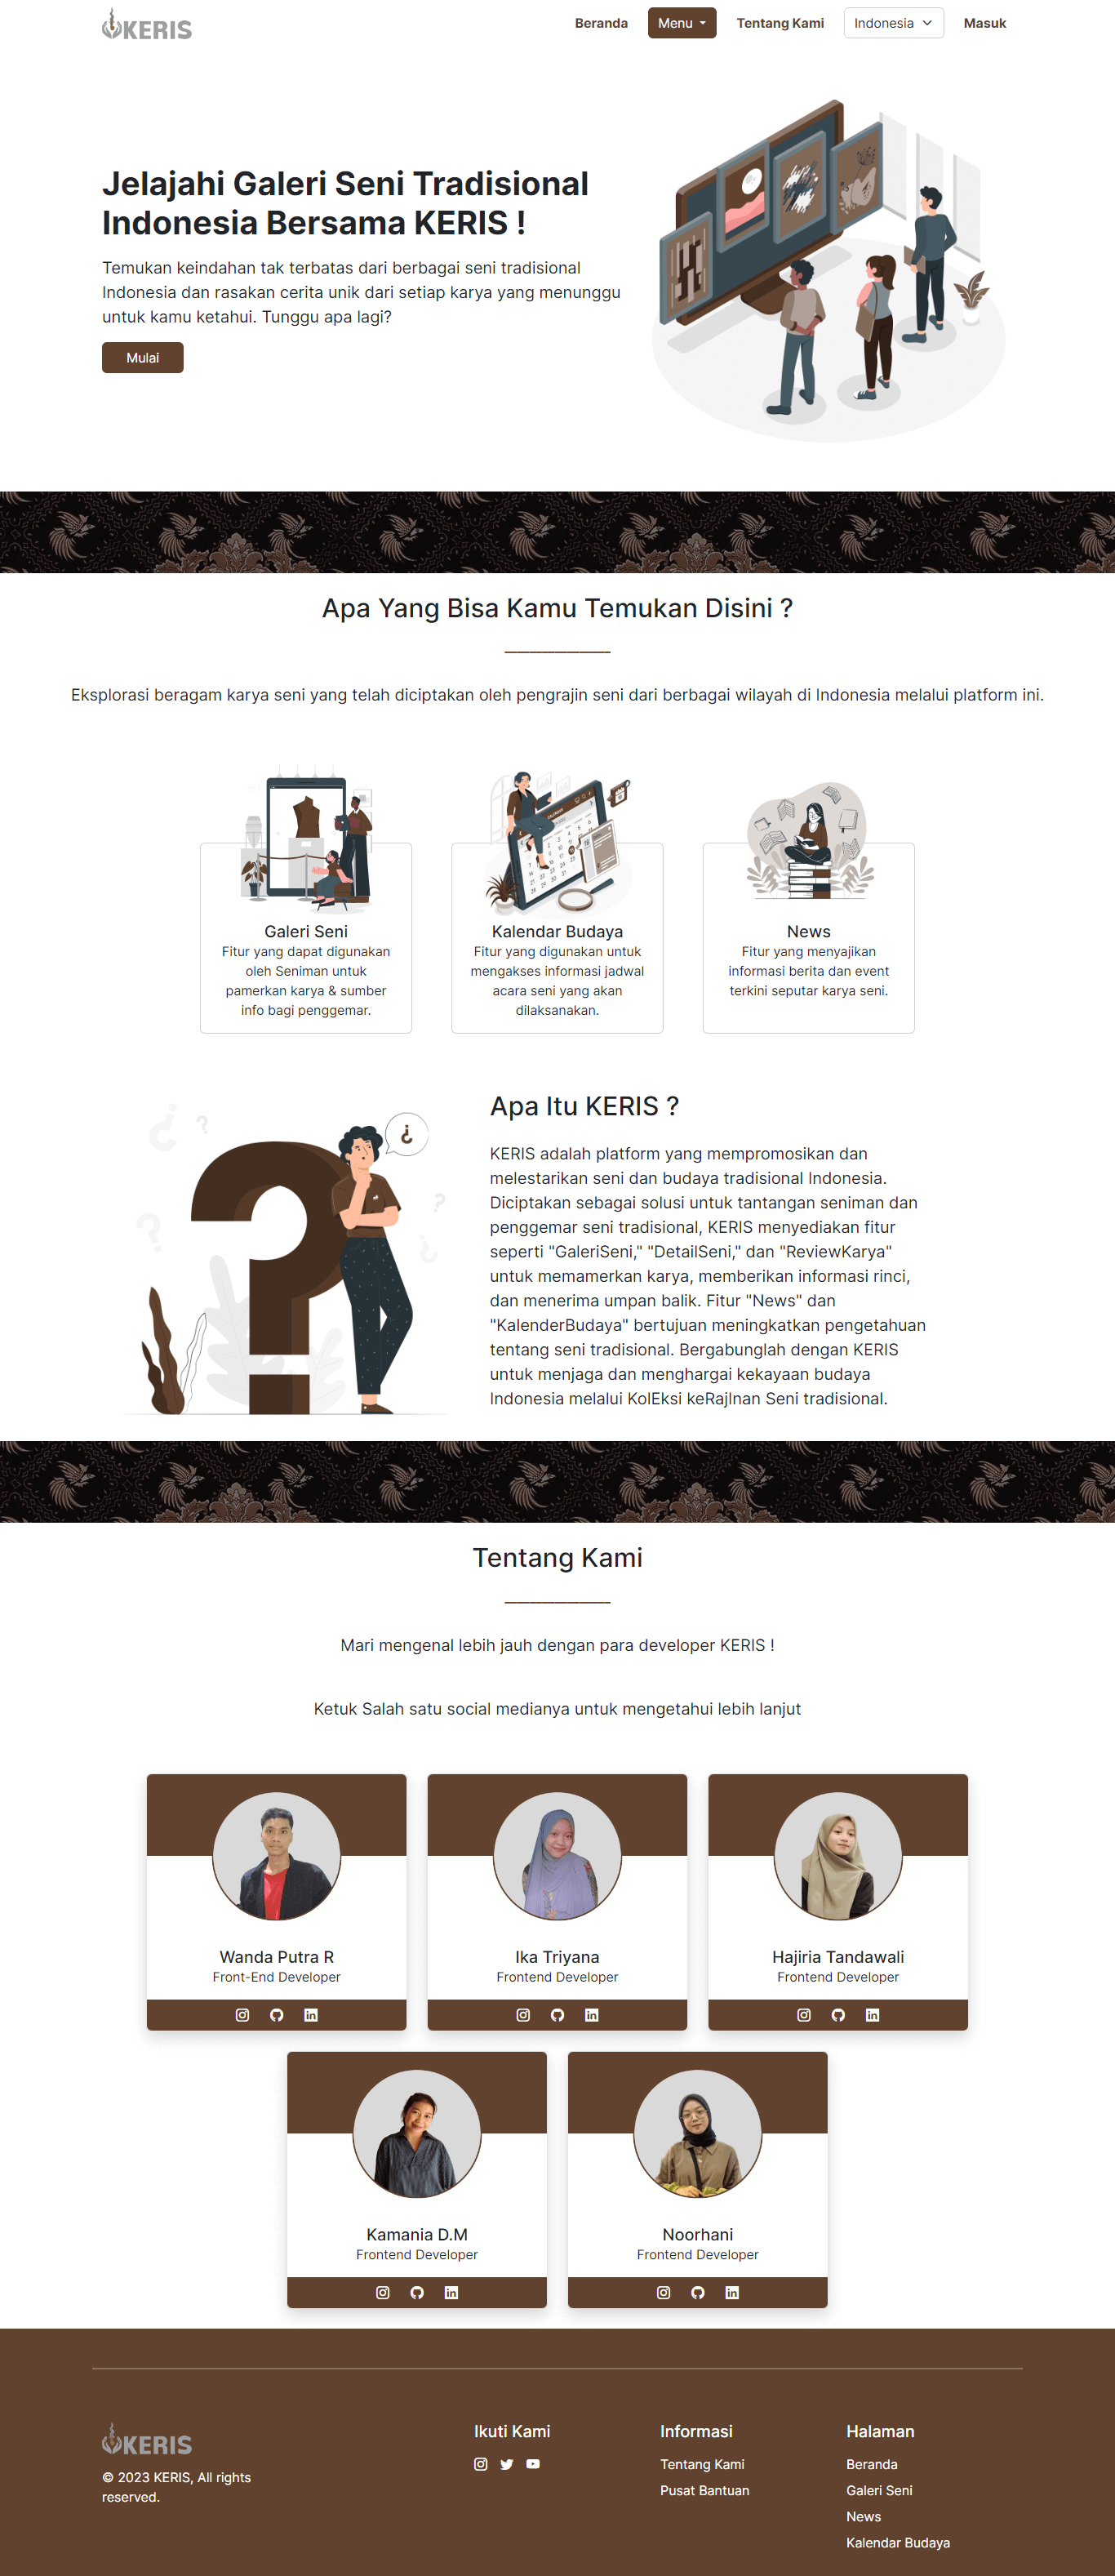 KERIS
Beranda
Menu
Tentang Kami
Indonesia
Masuk
Jelajahi Galeri Seni Tradisional
Indonesia Bersama KERIS !
Temukan keindahan tak terbatas dari berbagai seni tradisional
Indonesia dan rasakan cerita unik dari setiap karya yang menunggu
untuk kamu ketahui. Tunggu apa lagi?
Mulai
Apa Yang Bisa Kamu Temukan Disini ?
Eksplorasi beragam karya seni yang telah diciptakan oleh pengrajin seni dari berbagai wilayah di Indonesia melalui platform ini.
Galeri Seni
Fitur yang dapat digunakan
oleh Seniman untuk
pamerkan karya & sumber
info bagi penggemar.
Kalendar Budaya
Fitur yang digunakan untuk
mengakses informasi jadwal
acara seni yang akan
dilaksanakan.
News
Fitur yang menyajikan
informasi berita dan event
terkini seputar karya seni.
Apa Itu KERIS ?
KERIS adalah platform yang mempromosikan dan
melestarikan seni dan budaya tradisional Indonesia.
Diciptakan sebagai solusi untuk tantangan seniman dan
penggemar seni tradisional, KERIS menyediakan fitur
seperti "GaleriSeni," "DetailSeni," dan "ReviewKarya"
untuk memamerkan karya, memberikan informasi rinci,
dan menerima umpan balik. Fitur "News" dan
"KalenderBudaya" bertujuan meningkatkan pengetahuan
tentang seni tradisional. Bergabunglah dengan KERIS
untuk menjaga dan menghargai kekayaan budaya
Indonesia melalui KolEksi keRajInan Seni tradisional.
Tentang Kami
Mari mengenal lebih jauh dengan para developer KERIS !
Ketuk Salah satu social medianya untuk mengetahui lebih lanjut
Wanda Putra R
Front-End Developer
Ika Triyana
Frontend Developer
Hajiria Tandawali
Frontend Developer
Kamania D.M
Frontend Developer
Noorhani
Frontend Developer
KERIS
© 2023 KERIS, All rights
reserved.
Ikuti Kami
Informasi
Tentang Kami
Pusat Bantuan
Halaman
Beranda
Galeri Seni
News
Kalendar Budaya